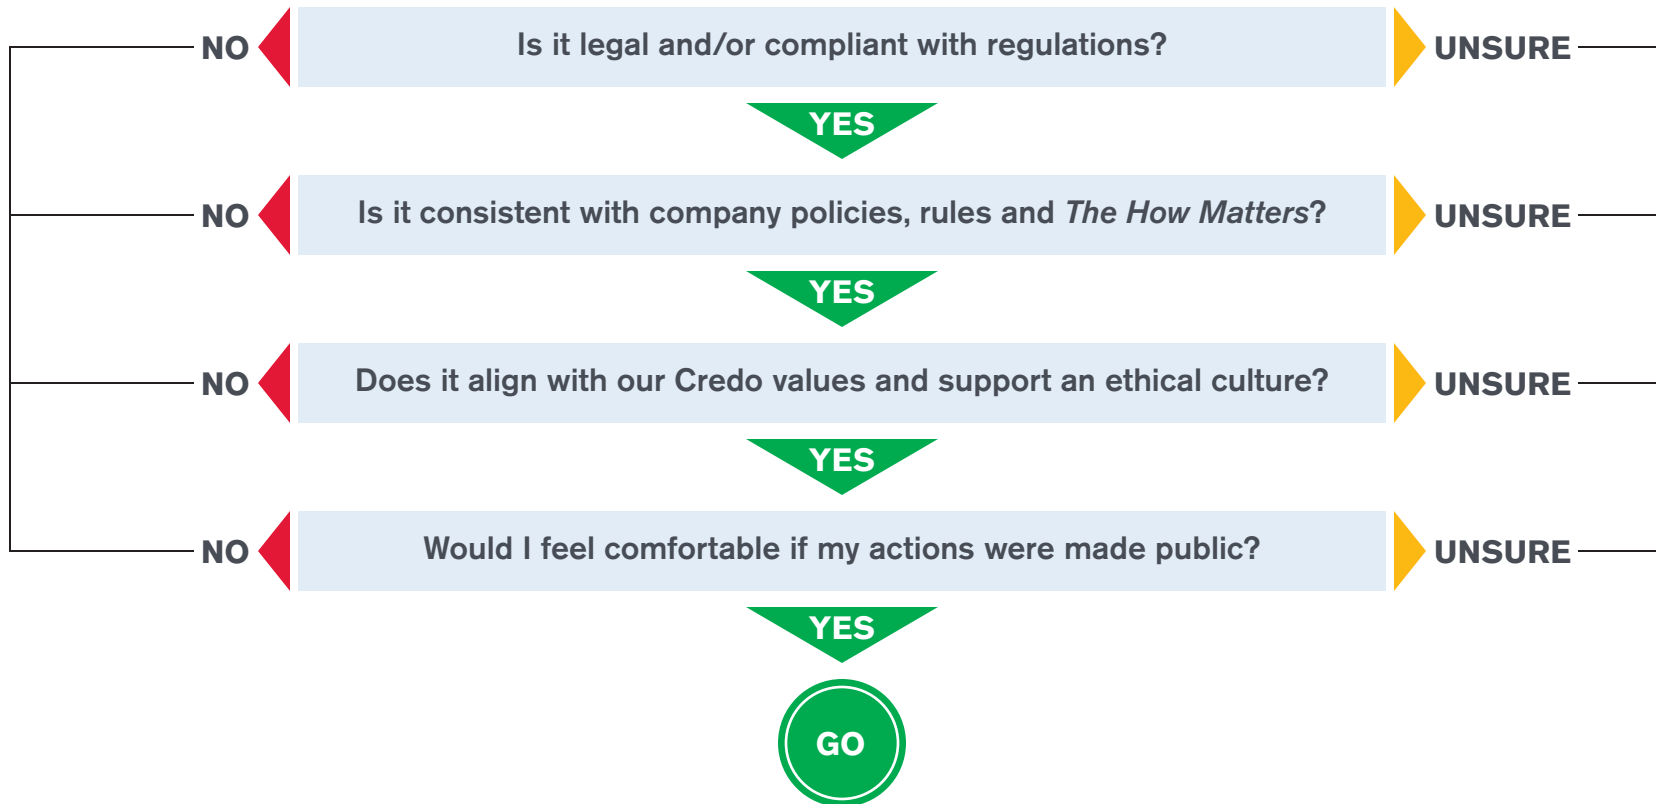 NO Is it legal and/or compliant with regulations? UNSURE
YES
NO Is it consistent with company policies, rules and The How Matters? UNSURE
YES
NO Does it align with our Credo values and support an ethical culture? UNSURE
YES
NO Would I feel comfortable if my actions were made public? UNSURE
YES
GO